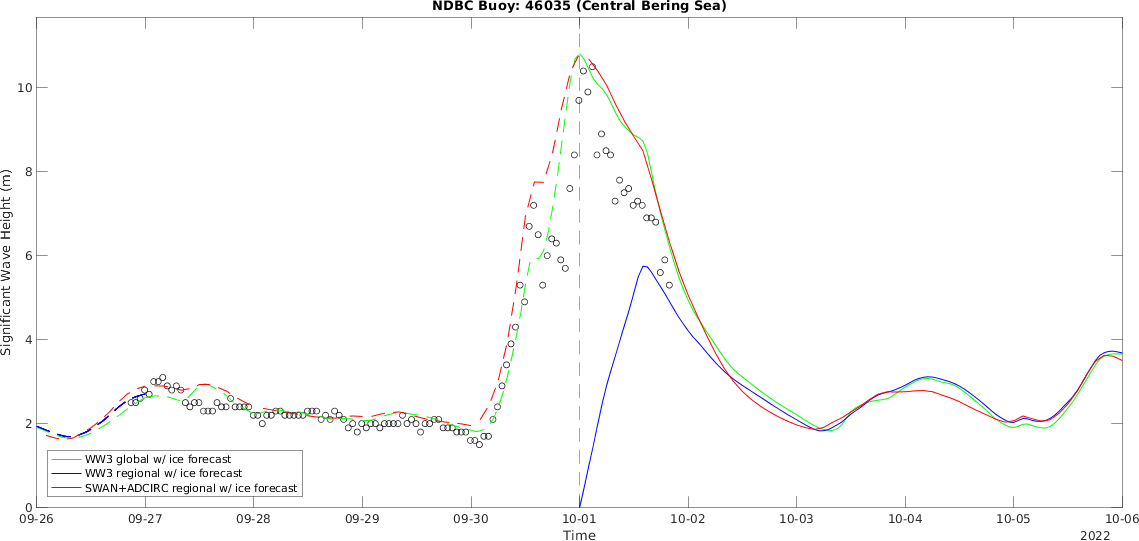 NDBC Buoy: 46035 (Central Bering Sea)
Significant Wave Height (m)
10
8
6
4
2
0
WW3 global w/ ice forecast
WW3 regional w/ ice forecast
SWAN+ADCIRC regional w/ ice forecast
09-26 09-27 09-28 09-29 09-30 10-01 10-02 10-03 10-04 10-05 10-06
Time
2022